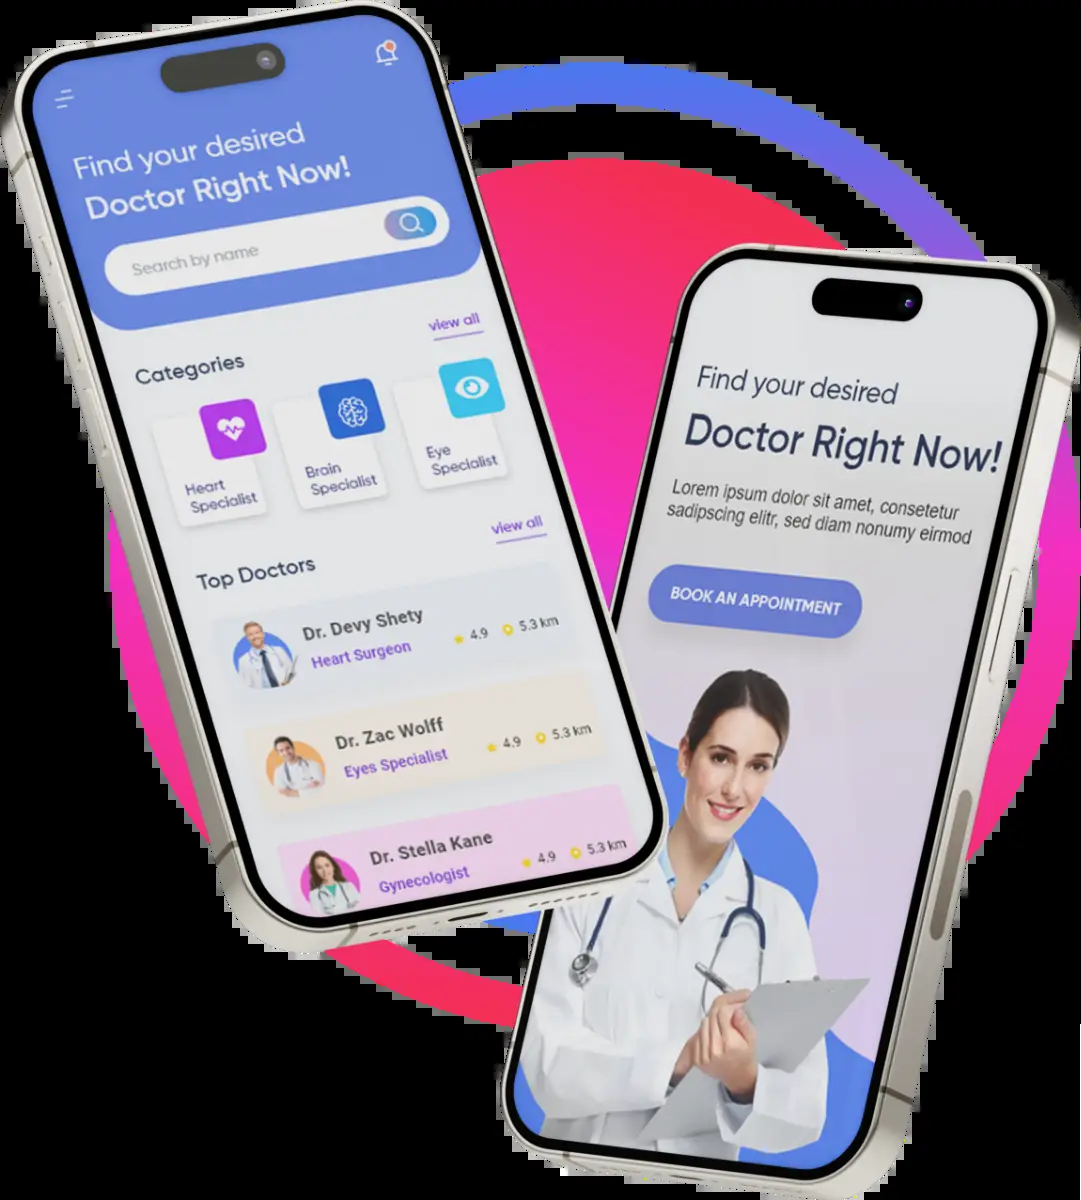 Find your desired
Doctor Right Now!
Search by name
Categories
view all
Heart
Specialist
Brain
Specialist
Eye
Specialist
Top Doctors
view all
Dr. Devy Shety
Heart Surgeon
4.9
5.3 km
Dr. Zac Wolff
Eyes Specialist
4.9
5.3 km
Dr. Stella Kane
Gynecologist
4.9
5.3 km
Find your desired
Doctor Right Now!
Lorem ipsum dolor sit amet, consetetur
sadipscing elitr, sed diam nonumy eirmod
BOOK AN APPOINTMENT